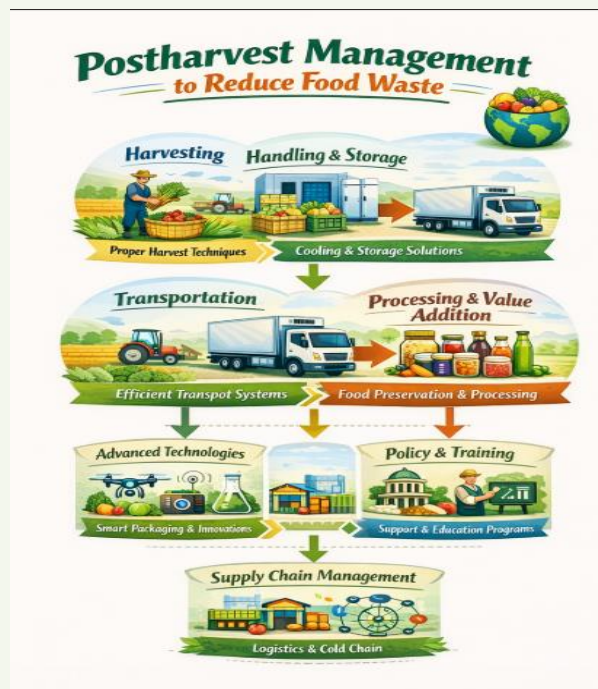 Postharvest Management
to Reduce Food Waste
Harvesting
Handling & Storage
Proper Harvest Techniques
Cooling & Storage Solutions
Transportation
Processing & Value
Addition
Efficient Transpot Systems
Food Preservation & Processing
Advanced Technologies
Policy & Training
Smart Packaging & Innovations
Support & Education Programs
Supply Chain Management
Logistics & Cold Chain